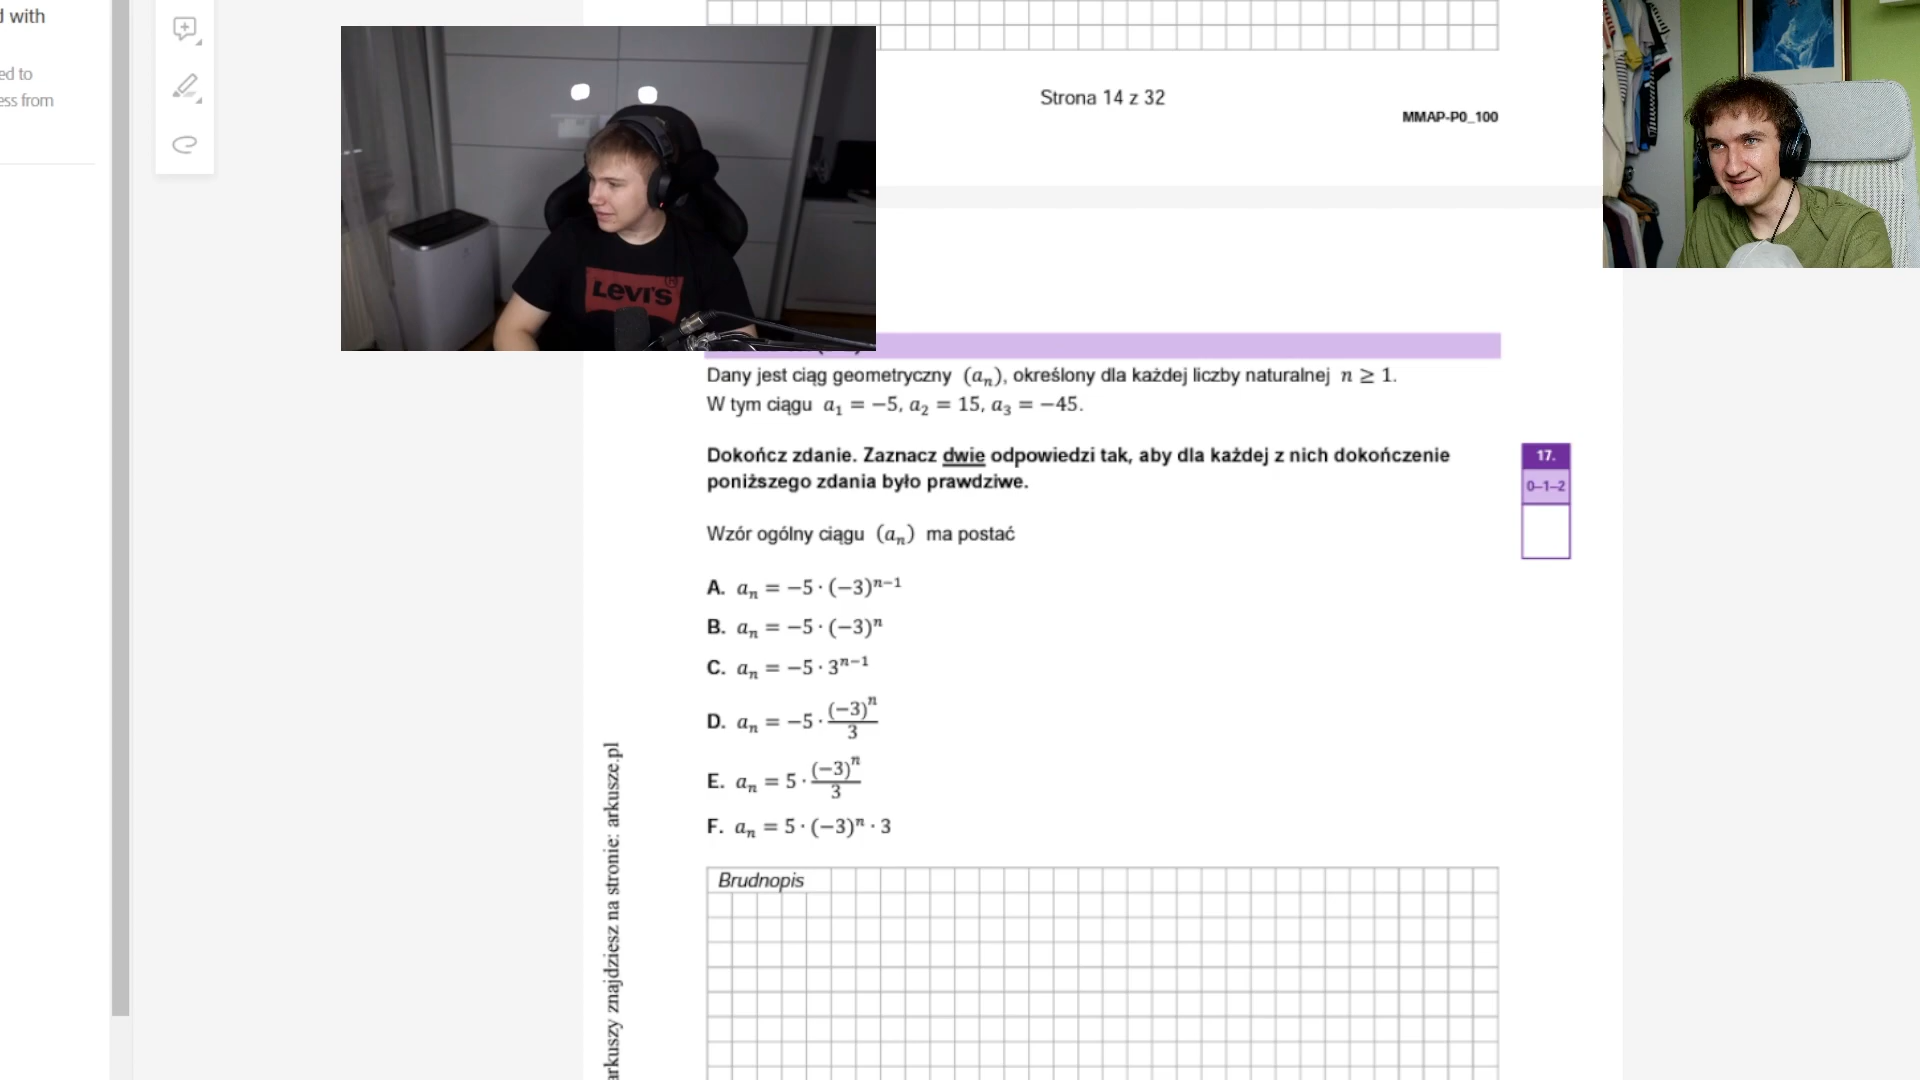 d with
ed to
ess from
Strona 14 z 32
MMAP-P0_100
LEVI'S
®
Dany jest ciąg geometryczny (aₙ), określony dla każdej liczby naturalnej n ≥ 1.
W tym ciągu a₁ = −5, a₂ = 15, a₃ = −45.
Dokończ zdanie. Zaznacz dwie odpowiedzi tak, aby dla każdej z nich dokończenie
poniższego zdania było prawdziwe.
17.
0–1–2
Wzór ogólny ciągu (aₙ) ma postać
A. aₙ = −5 · (−3)ⁿ⁻¹
B. aₙ = −5 · (−3)ⁿ
C. aₙ = −5 · 3ⁿ⁻¹
D. aₙ = −5 · (−3)ⁿ/3
E. aₙ = 5 · (−3)ⁿ/3
F. aₙ = 5 · (−3)ⁿ · 3
Brudnopis
arkuszy znajdziesz na stronie: arkusze.pl